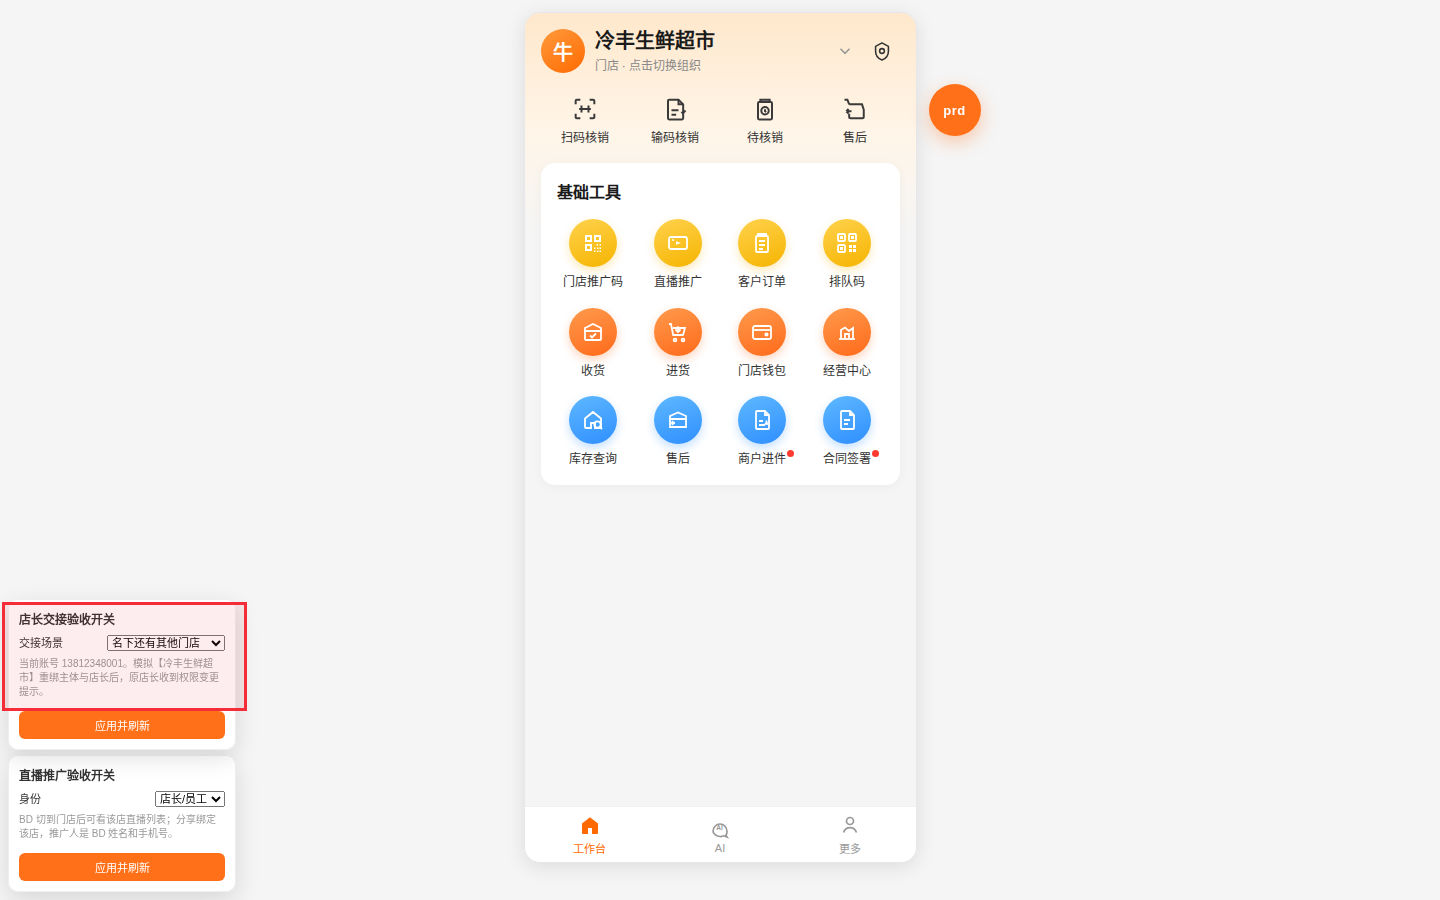 牛
冷丰生鲜超市
门店 · 点击切换组织
扫码核销
输码核销
待核销
售后
prd
基础工具
门店推广码
直播推广
客户订单
排队码
收货
进货
门店钱包
经营中心
库存查询
售后
商户进件
合同签署
店长交接验收开关
交接场景
名下还有其他门店
当前账号 13812348001。模拟【冷丰生鲜超
市】重绑主体与店长后，原店长收到权限变更
提示。
应用并刷新
直播推广验收开关
身份
店长/员工
BD 切到门店后可看该店直播列表；分享绑定
该店，推广人是 BD 姓名和手机号。
应用并刷新
工作台
AI
AI
更多